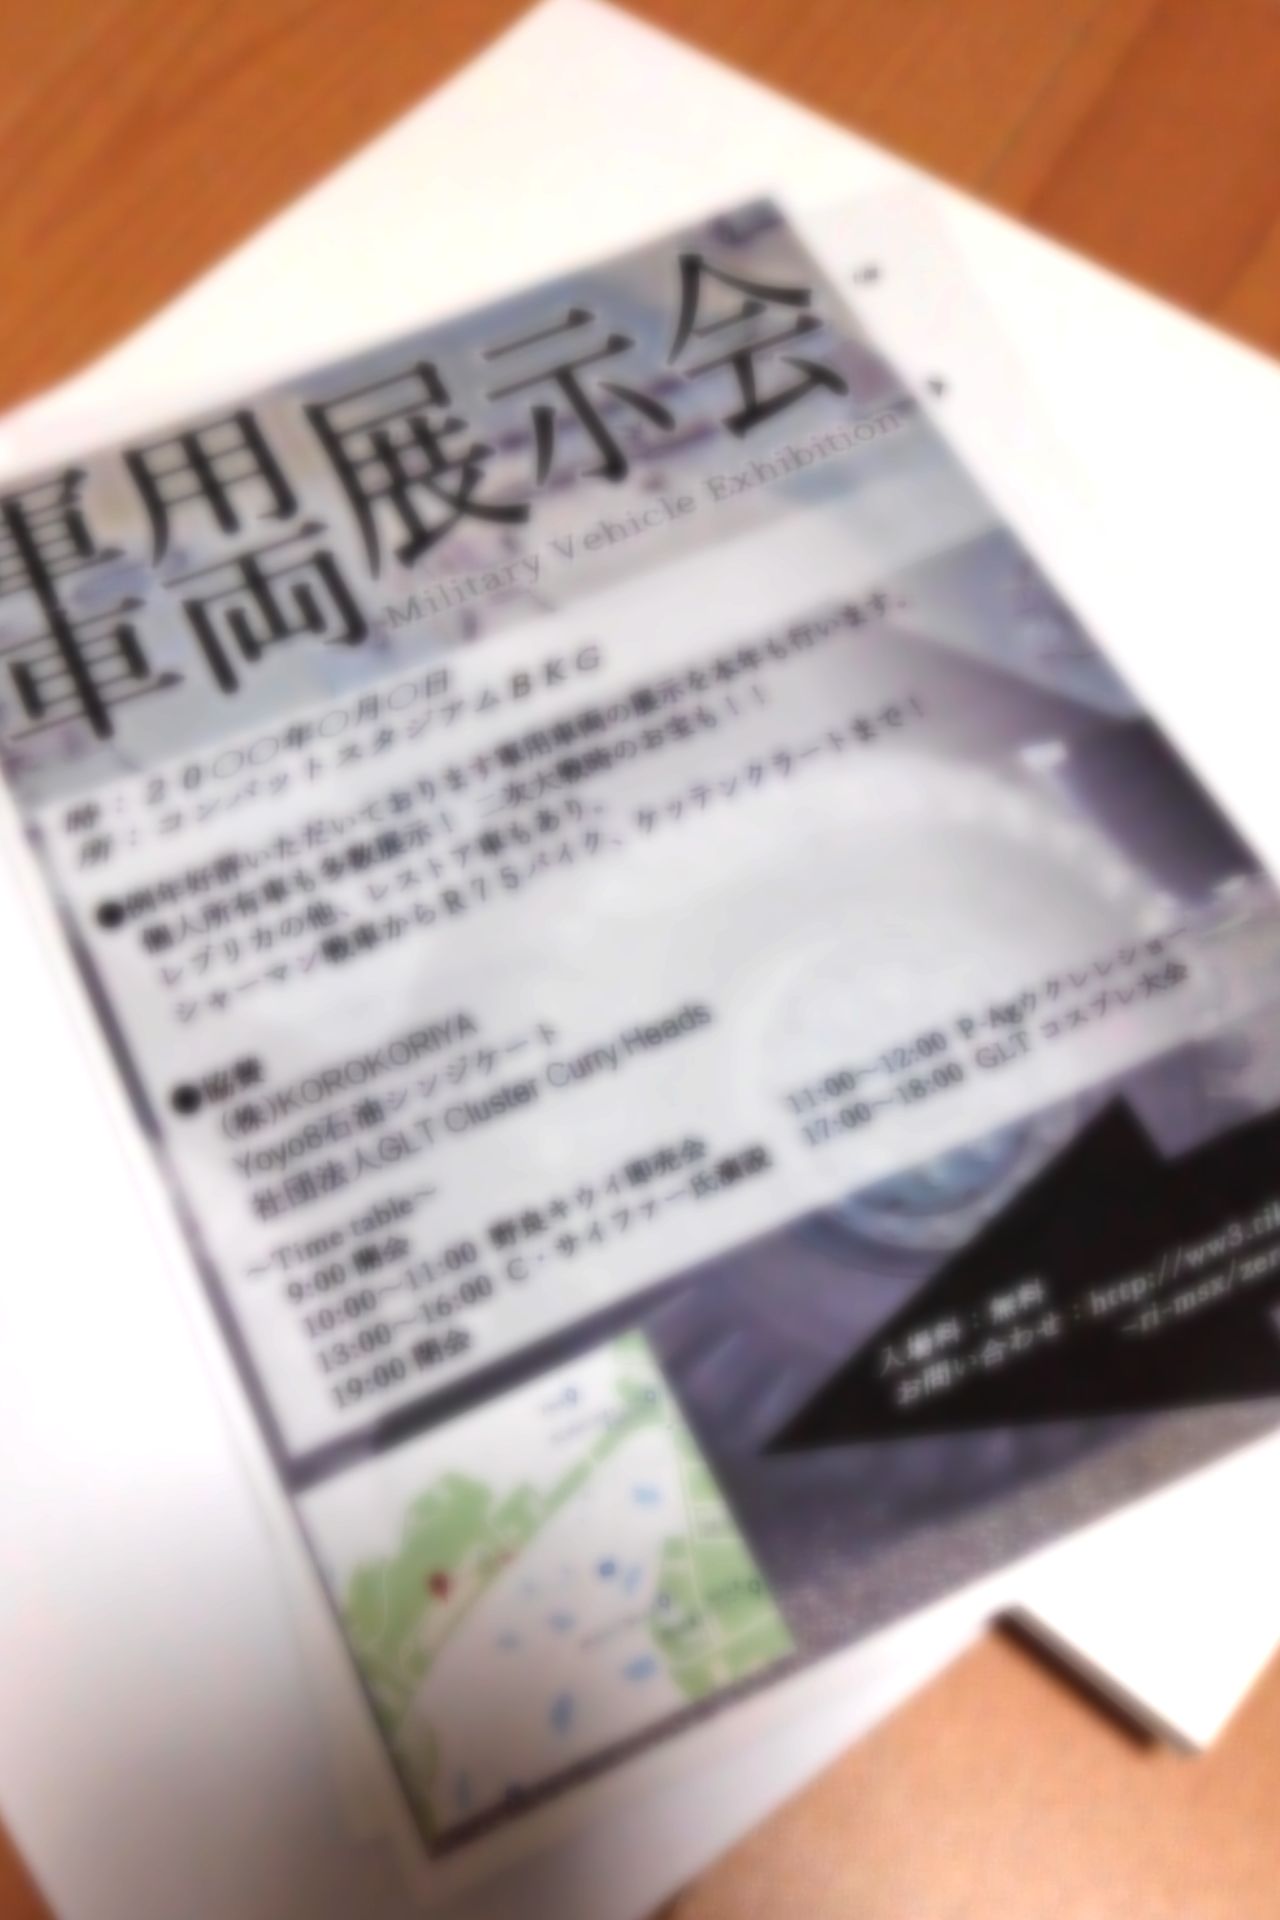 軍用
車両
展示会
Military Vehicle Exhibition
時：２０〇〇年〇月〇日
所：コンバットスタジアムＢＫＧ
●例年好評いただいております軍用車両の展示を本年も行います。
個人所有車も多数展示！ 二次大戦時のお宝も！！
レプリカの他、レストア車もあり、
シャーマン戦車からＲ７５バイク、ケッテンクラートまで！
●協賛
(株)KOROKORIYA
Yoyo8石油シンジケート
社団法人GLT Cluster Curry Heads
~Time table~
9:00 開会
10:00~11:00 野良キウイ即売会
11:00~12:00 P-Agウクレレショー
13:00~16:00 C・サイファー氏演説
17:00~18:00 GLT コスプレ大会
19:00 閉会
入場料：無料
お問い合わせ：http://ww3.